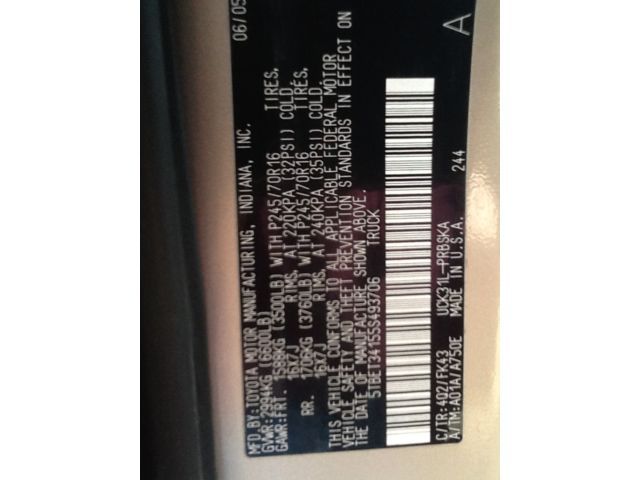 MFD.BY:TOYOTA MOTOR MANUFACTURING, INDIANA, INC. 06/05
GVWR:2994KG(6600LB)
GAWR:FRT. 1588KG (3500LB) WITH P245/70R16 TIRES,
16X7J RIMS, AT 220KPA (32PSI) COLD.
RR. 1706KG (3760LB) WITH P245/70R16 TIRES,
16X7J RIMS, AT 240KPA (35PSI) COLD.
THIS VEHICLE CONFORMS TO ALL APPLICABLE FEDERAL MOTOR
VEHICLE SAFETY AND THEFT PREVENTION STANDARDS IN EFFECT ON
THE DATE OF MANUFACTURE SHOWN ABOVE.
5TBET34155S493706 TRUCK
A
C/TR:4Q2/FK43 UCK31L-PRBSKA
A/TM:A01A/A750E MADE IN U.S.A. 244